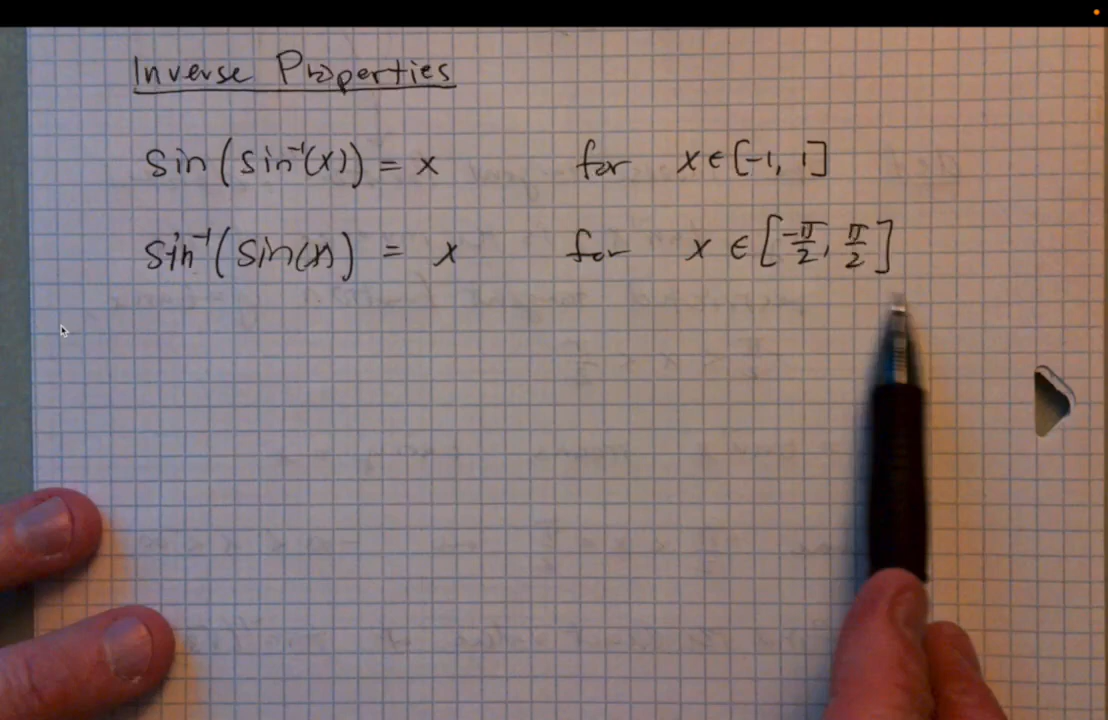 Inverse Properties
sin(sin⁻¹(x)) = x for x ∈ [-1, 1]
sin⁻¹(sin(x)) = x for x ∈ [-π/2, π/2]